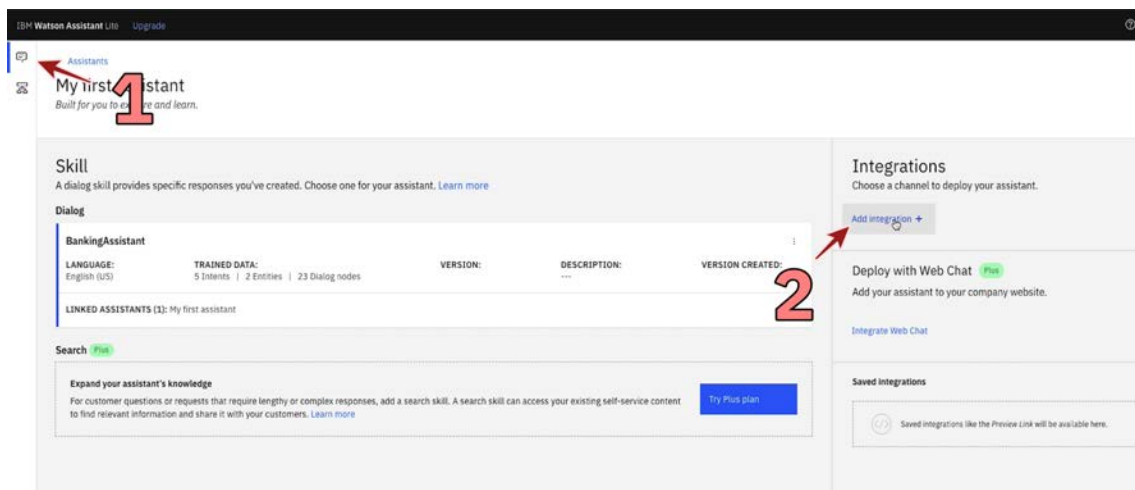 IBM Watson Assistant Lite Upgrade
Assistants
1
My first assistant
Built for you to explore and learn.
Skill
A dialog skill provides specific responses you've created. Choose one for your assistant. Learn more
Dialog
BankingAssistant
LANGUAGE: TRAINED DATA: VERSION: DESCRIPTION: VERSION CREATED:
English (US) 5 Intents | 2 Entities | 23 Dialog nodes ---
LINKED ASSISTANTS (1): My first assistant
Search Plus
Expand your assistant's knowledge
For customer questions or requests that require lengthy or complex responses, add a search skill. A search skill can access your existing self-service content
to find relevant information and share it with your customers. Learn more
Try Plus plan
Integrations
Choose a channel to deploy your assistant.
Add integration +
2
Deploy with Web Chat Plus
Add your assistant to your company website.
Integrate Web Chat
Saved integrations
Saved integrations like the Preview Link will be available here.